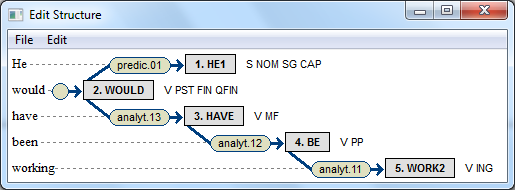 Edit Structure
File Edit
He predic.01 1. HE1 S NOM SG CAP
would 2. WOULD V PST FIN QFIN
have analyt.13 3. HAVE V MF
been analyt.12 4. BE V PP
working analyt.11 5. WORK2 V ING